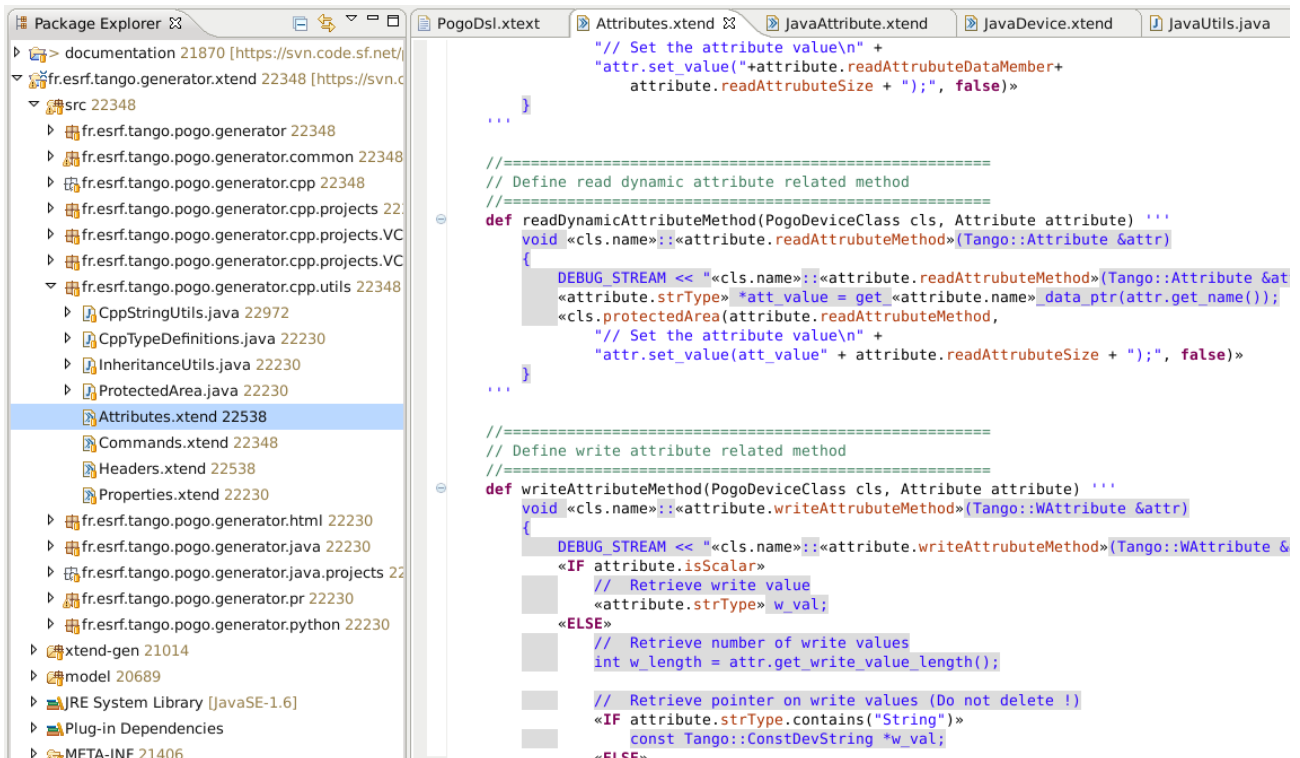 Package Explorer
> documentation 21870 [https://svn.code.sf.net/
fr.esrf.tango.generator.xtend 22348 [https://svn.c
src 22348
fr.esrf.tango.pogo.generator 22348
fr.esrf.tango.pogo.generator.common 22348
fr.esrf.tango.pogo.generator.cpp 22348
fr.esrf.tango.pogo.generator.cpp.projects 22
fr.esrf.tango.pogo.generator.cpp.projects.VC
fr.esrf.tango.pogo.generator.cpp.projects.VC
fr.esrf.tango.pogo.generator.cpp.utils 22348
CppStringUtils.java 22972
CppTypeDefinitions.java 22230
InheritanceUtils.java 22230
ProtectedArea.java 22230
Attributes.xtend 22538
Commands.xtend 22348
Headers.xtend 22538
Properties.xtend 22230
fr.esrf.tango.pogo.generator.html 22230
fr.esrf.tango.pogo.generator.java 22230
fr.esrf.tango.pogo.generator.java.projects 22
fr.esrf.tango.pogo.generator.pr 22230
fr.esrf.tango.pogo.generator.python 22230
xtend-gen 21014
model 20689
JRE System Library [JavaSE-1.6]
Plug-in Dependencies
META-INF 21406
PogoDsl.xtext Attributes.xtend JavaAttribute.xtend JavaDevice.xtend JavaUtils.java
"// Set the attribute value\n" +
"attr.set_value("+attribute.readAttrubuteDataMember+
attribute.readAttrubuteSize + ");", false)»
}
'''
//======================================================
// Define read dynamic attribute related method
//======================================================
def readDynamicAttributeMethod(PogoDeviceClass cls, Attribute attribute) '''
void «cls.name»::«attribute.readAttrubuteMethod»(Tango::Attribute &attr)
{
DEBUG_STREAM << "«cls.name»::«attribute.readAttrubuteMethod»(Tango::Attribute &at
«attribute.strType» *att_value = get_«attribute.name»_data_ptr(attr.get_name());
«cls.protectedArea(attribute.readAttrubuteMethod,
"// Set the attribute value\n" +
"attr.set_value(att_value" + attribute.readAttrubuteSize + ");", false)»
}
'''
//======================================================
// Define write attribute related method
//======================================================
def writeAttributeMethod(PogoDeviceClass cls, Attribute attribute) '''
void «cls.name»::«attribute.writeAttrubuteMethod»(Tango::WAttribute &attr)
{
DEBUG_STREAM << "«cls.name»::«attribute.writeAttrubuteMethod»(Tango::WAttribute &
«IF attribute.isScalar»
// Retrieve write value
«attribute.strType» w_val;
«ELSE»
// Retrieve number of write values
int w_length = attr.get_write_value_length();
// Retrieve pointer on write values (Do not delete !)
«IF attribute.strType.contains("String")»
const Tango::ConstDevString *w_val;
«ELSE»